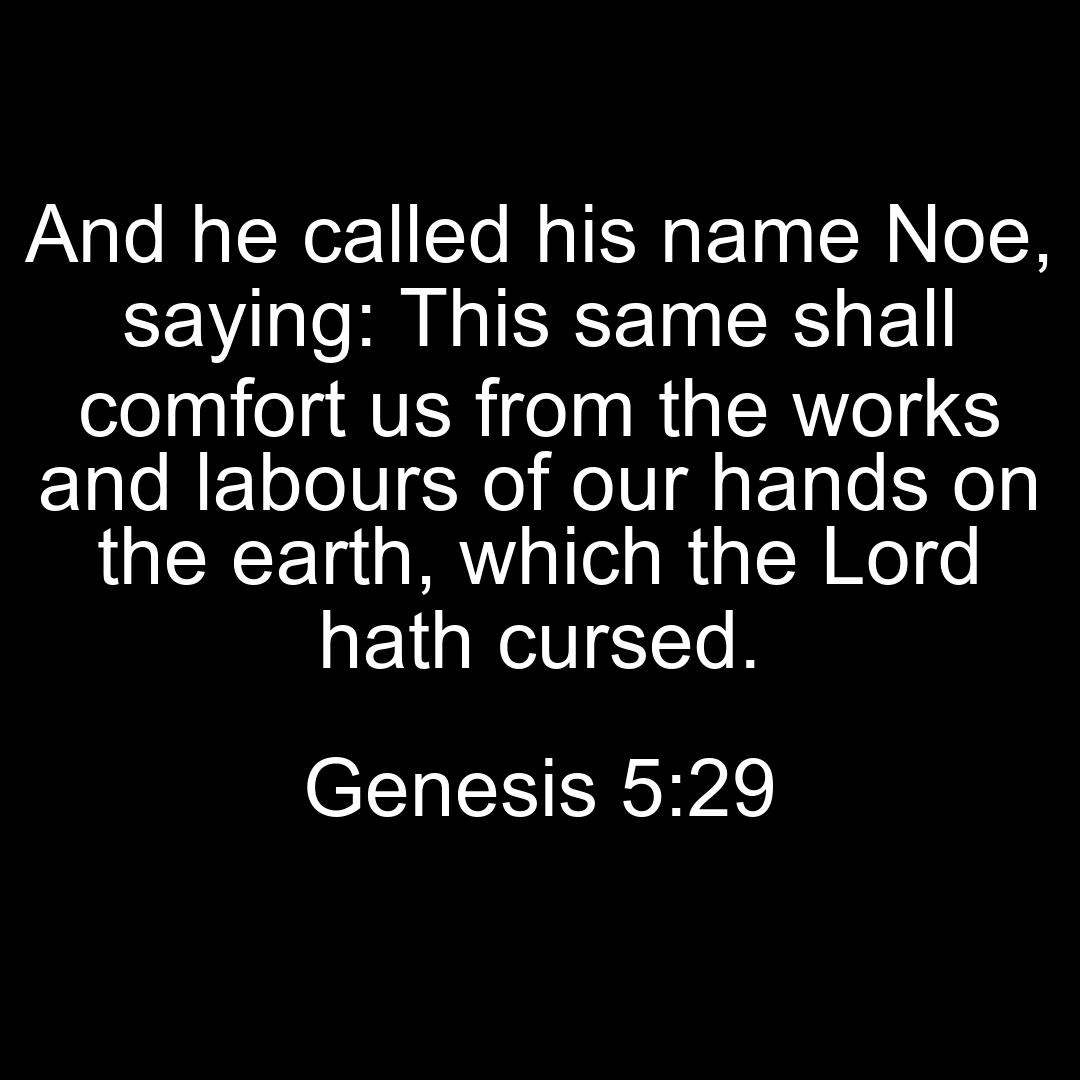 And he called his name Noe,
saying: This same shall
comfort us from the works
and labours of our hands on
the earth, which the Lord
hath cursed.
Genesis 5:29